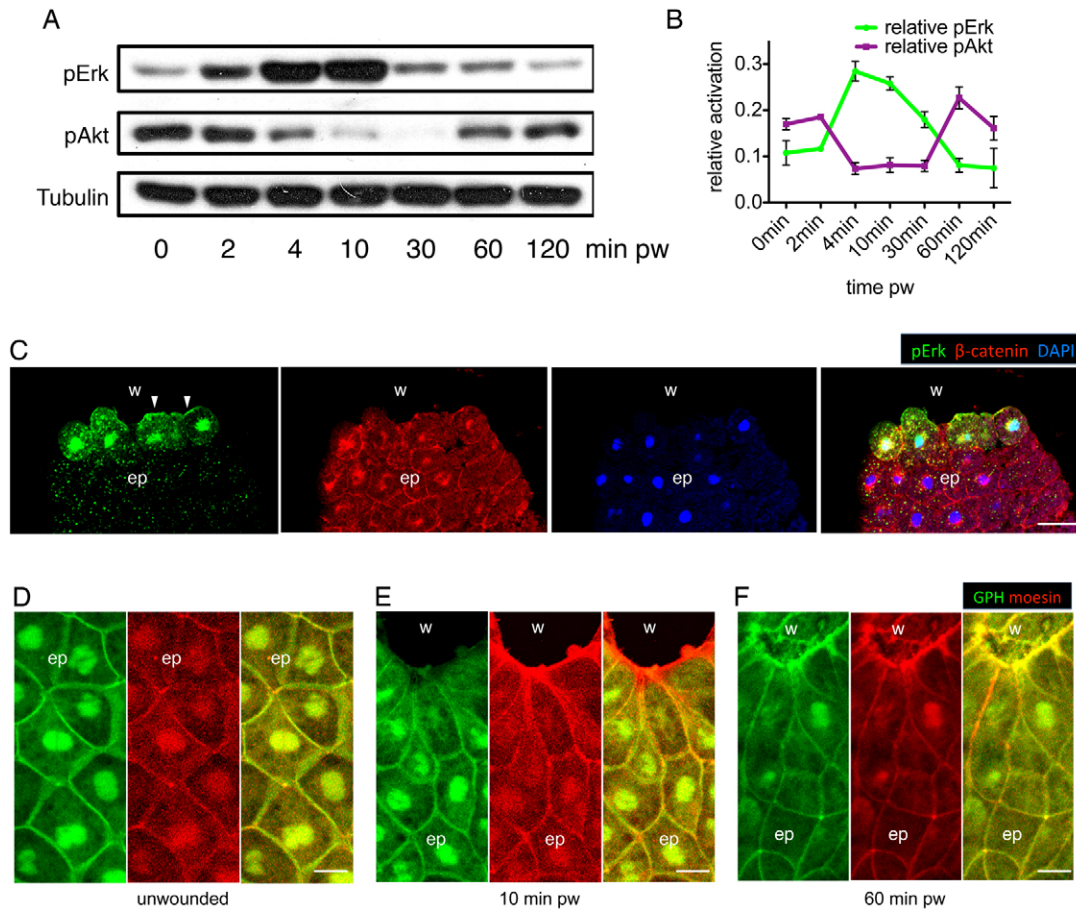 A
pErk
pAkt
Tubulin
0 2 4 10 30 60 120 min pw
B
relative pErk
relative pAkt
relative activation
0.3
0.2
0.1
0.0
0min 2min 4min 10min 30min 60min 120min
time pw
C
pErk β-catenin DAPI
w
ep
w
ep
w
ep
w
ep
D
ep
ep
ep
unwounded
E
w
w
w
ep
ep
ep
10 min pw
F
GPH moesin
w
w
w
ep
ep
ep
60 min pw